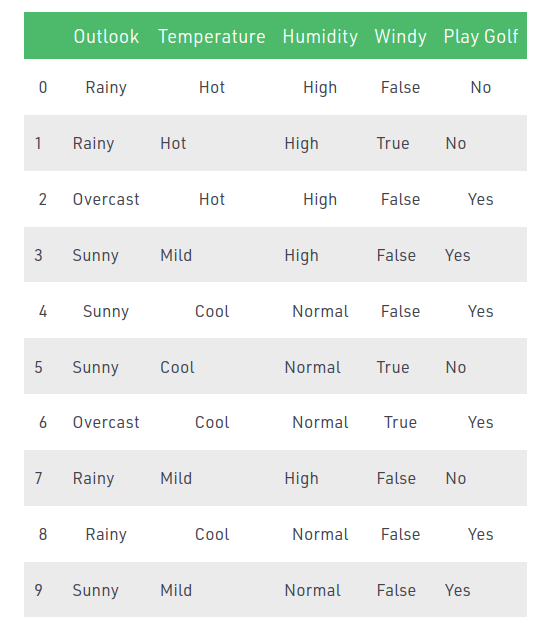 Outlook Temperature Humidity Windy Play Golf
0 Rainy Hot High False No
1 Rainy Hot High True No
2 Overcast Hot High False Yes
3 Sunny Mild High False Yes
4 Sunny Cool Normal False Yes
5 Sunny Cool Normal True No
6 Overcast Cool Normal True Yes
7 Rainy Mild High False No
8 Rainy Cool Normal False Yes
9 Sunny Mild Normal False Yes